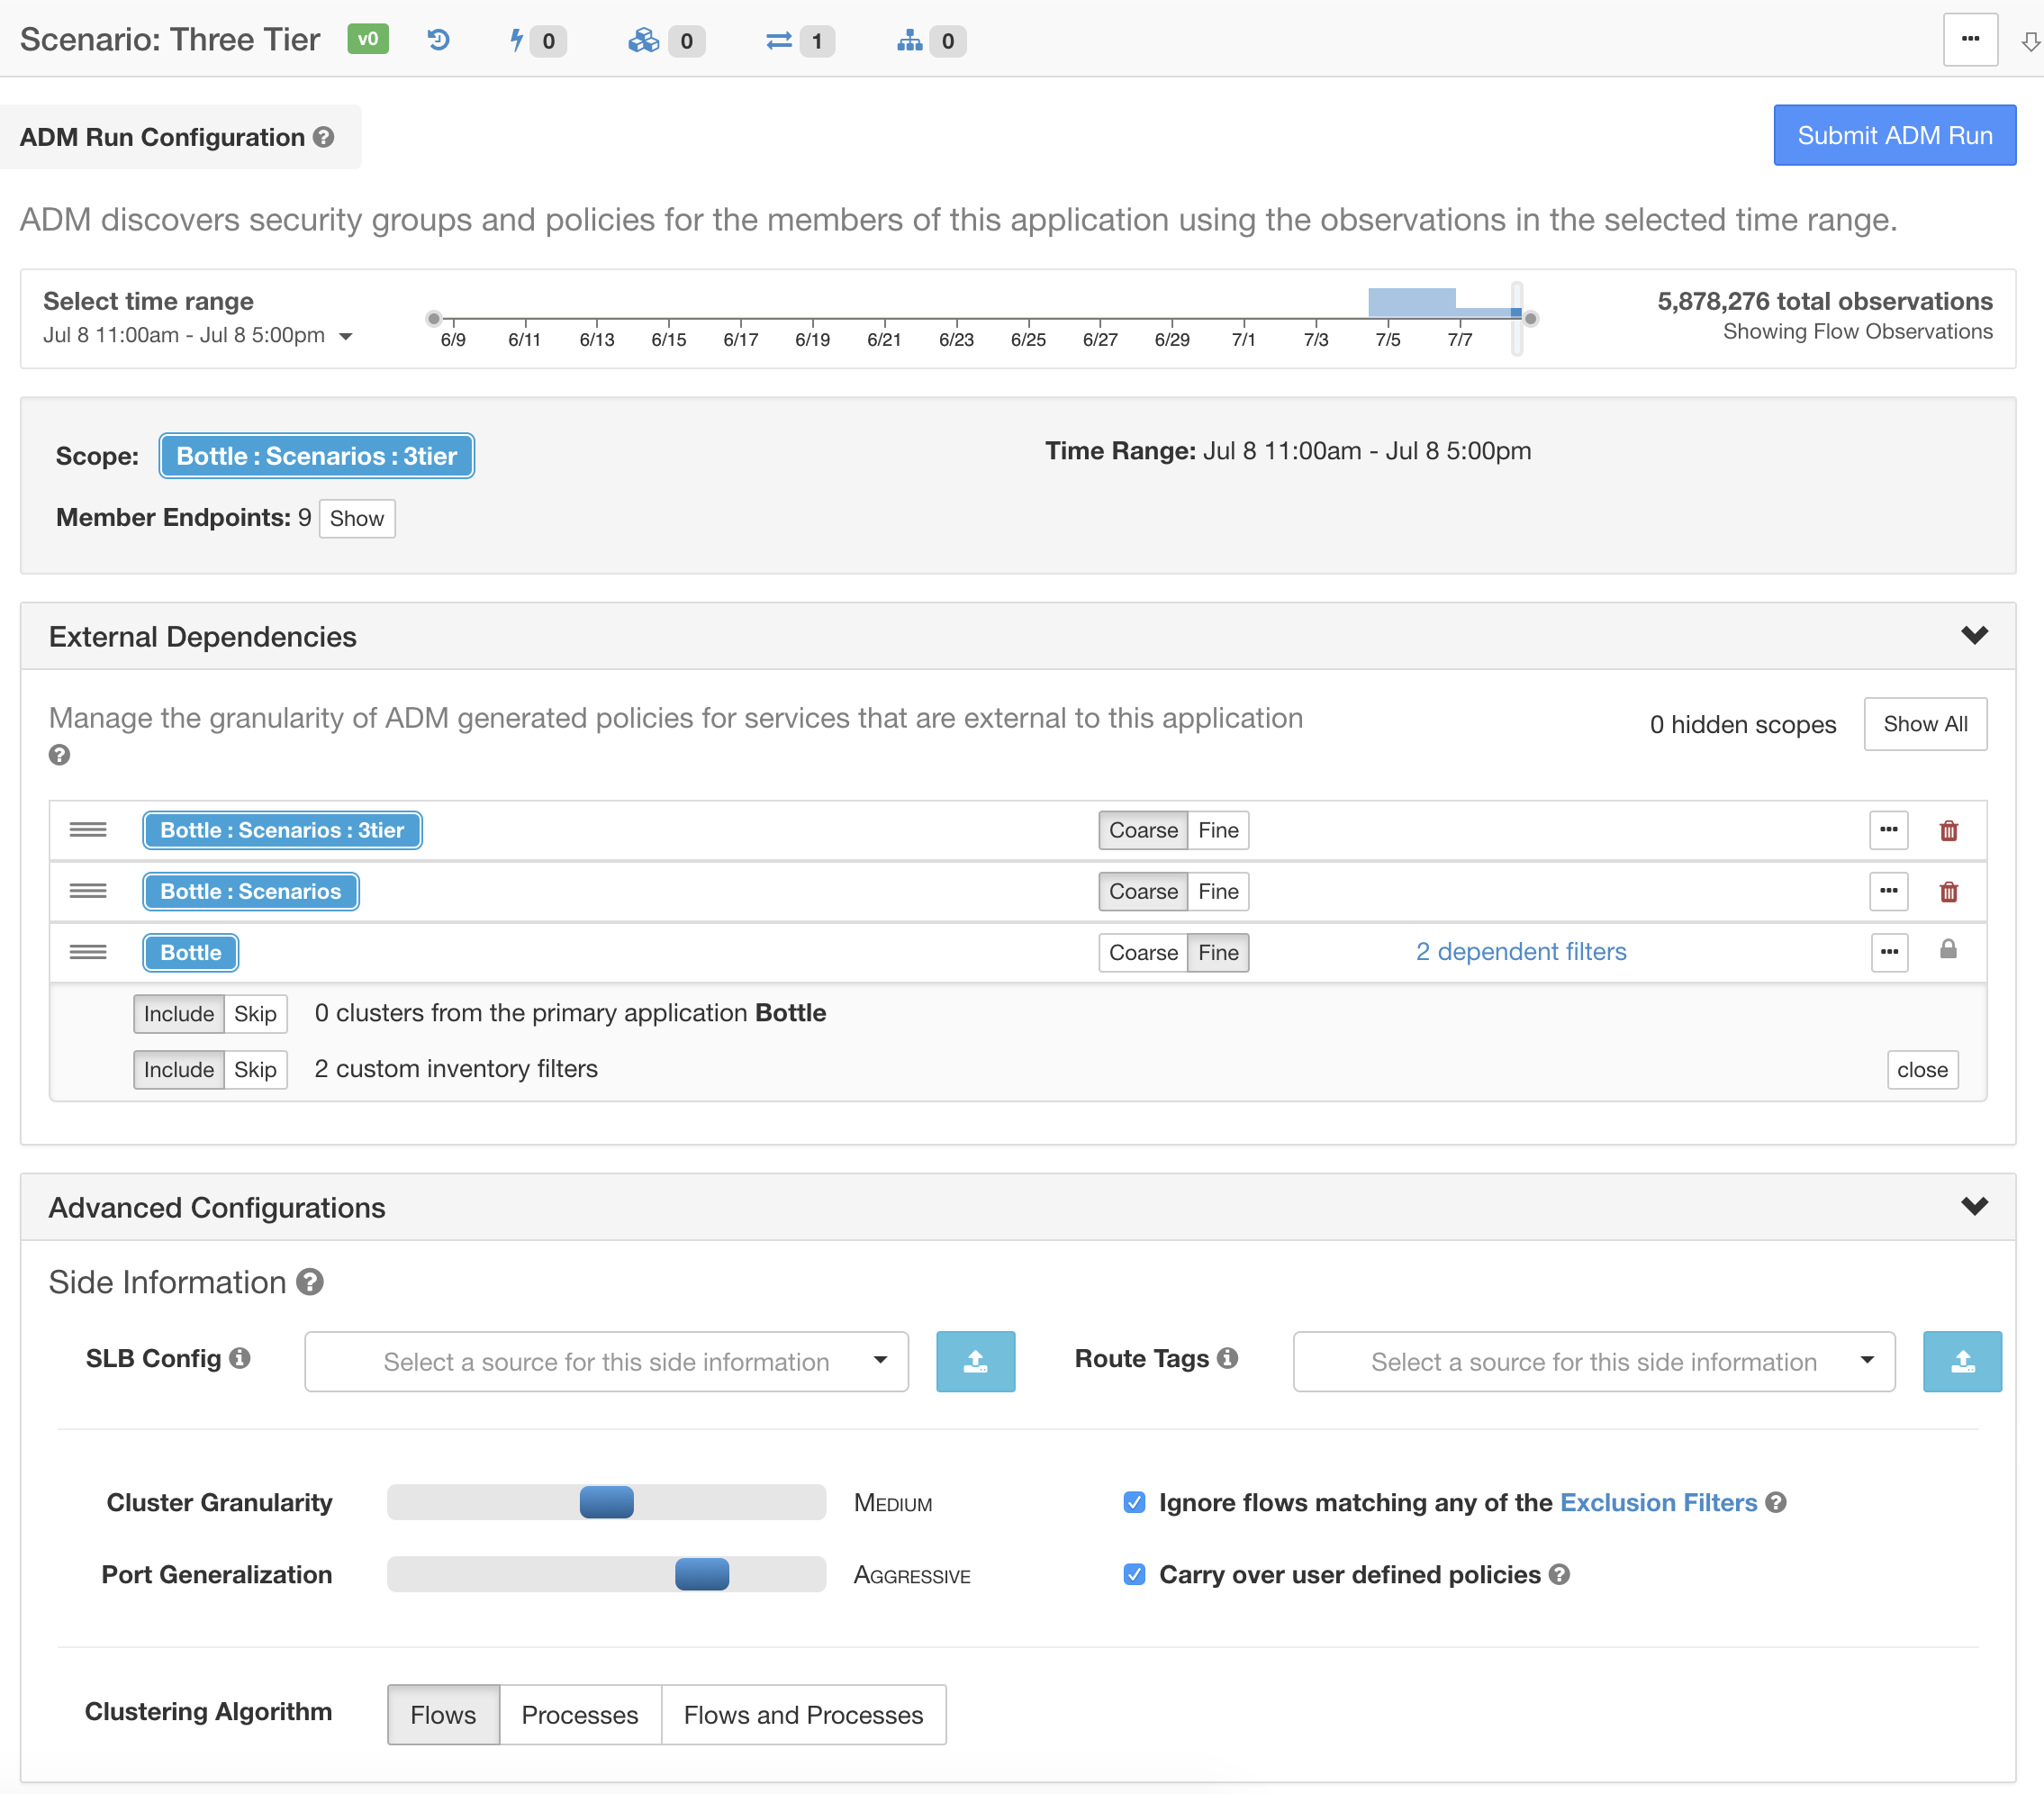 Scenario: Three Tier v0 0 0 1 0 ...
ADM Run Configuration ? Submit ADM Run
ADM discovers security groups and policies for the members of this application using the observations in the selected time range.
Select time range 5,878,276 total observations
Jul 8 11:00am - Jul 8 5:00pm Showing Flow Observations
6/9 6/11 6/13 6/15 6/17 6/19 6/21 6/23 6/25 6/27 6/29 7/1 7/3 7/5 7/7
Scope: Bottle : Scenarios : 3tier Time Range: Jul 8 11:00am - Jul 8 5:00pm
Member Endpoints: 9 Show
External Dependencies
Manage the granularity of ADM generated policies for services that are external to this application 0 hidden scopes Show All
?
Bottle : Scenarios : 3tier Coarse Fine ...
Bottle : Scenarios Coarse Fine ...
Bottle Coarse Fine 2 dependent filters ...
Include Skip 0 clusters from the primary application Bottle
Include Skip 2 custom inventory filters close
Advanced Configurations
Side Information ?
SLB Config i Select a source for this side information Route Tags i Select a source for this side information
Cluster Granularity MEDIUM Ignore flows matching any of the Exclusion Filters ?
Port Generalization AGGRESSIVE Carry over user defined policies ?
Clustering Algorithm Flows Processes Flows and Processes